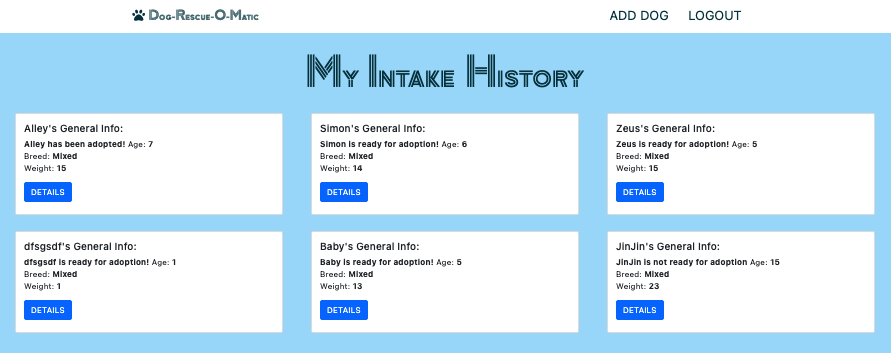 Dog-Rescue-O-Matic
ADD DOG
LOGOUT
My Intake History
Alley's General Info:
Alley has been adopted! Age: 7
Breed: Mixed
Weight: 15
DETAILS
Simon's General Info:
Simon is ready for adoption! Age: 6
Breed: Mixed
Weight: 14
DETAILS
Zeus's General Info:
Zeus is ready for adoption! Age: 5
Breed: Mixed
Weight: 15
DETAILS
dfsgsdf's General Info:
dfsgsdf is ready for adoption! Age: 1
Breed: Mixed
Weight: 1
DETAILS
Baby's General Info:
Baby is ready for adoption! Age: 5
Breed: Mixed
Weight: 13
DETAILS
JinJin's General Info:
JinJin is not ready for adoption Age: 15
Breed: Mixed
Weight: 23
DETAILS